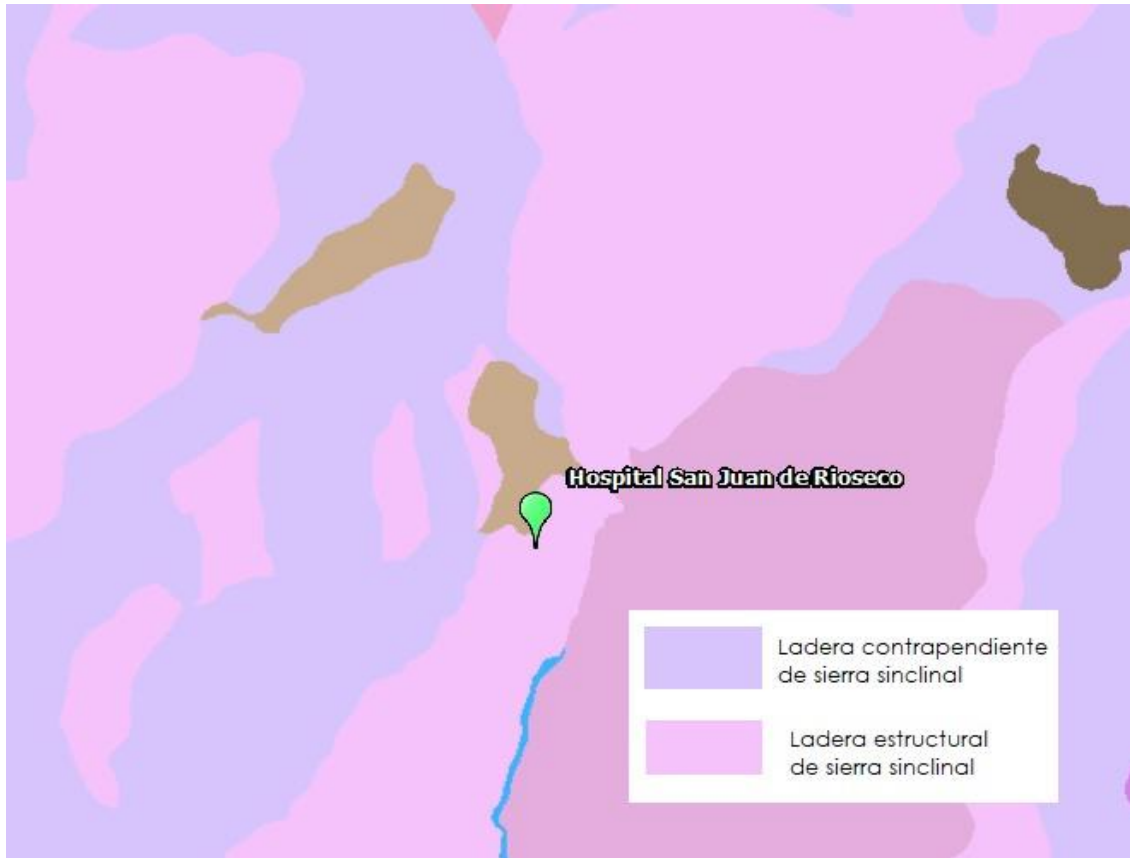 Hospital San Juan de Rioseco
Ladera contrapendiente
de sierra sinclinal
Ladera estructural
de sierra sinclinal